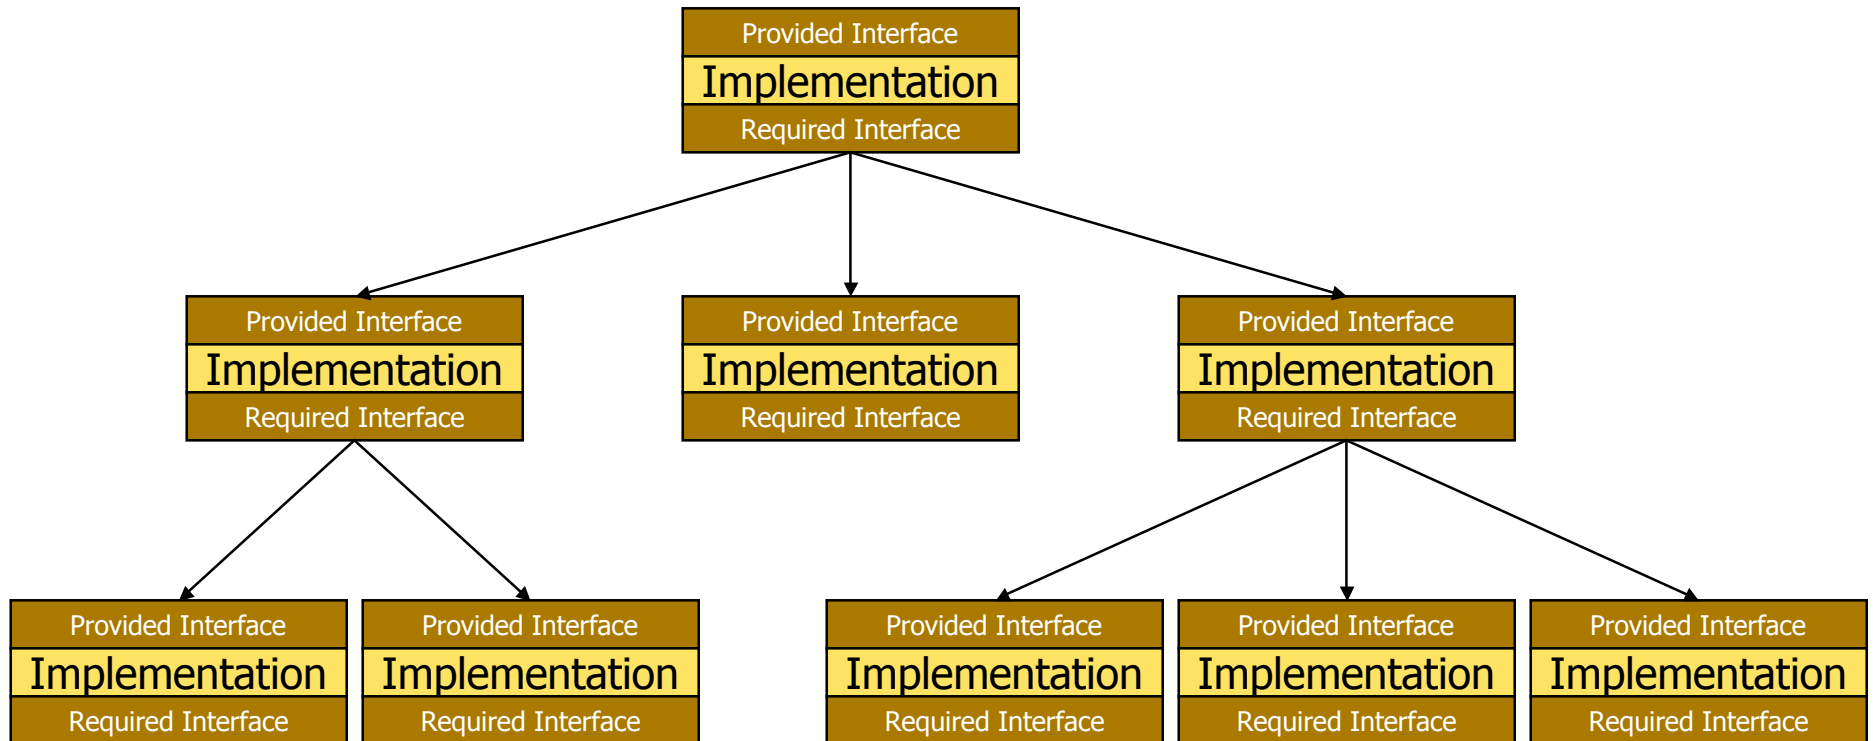 Provided Interface
Implementation
Required Interface
Provided Interface
Implementation
Required Interface
Provided Interface
Implementation
Required Interface
Provided Interface
Implementation
Required Interface
Provided Interface
Implementation
Required Interface
Provided Interface
Implementation
Required Interface
Provided Interface
Implementation
Required Interface
Provided Interface
Implementation
Required Interface
Provided Interface
Implementation
Required Interface